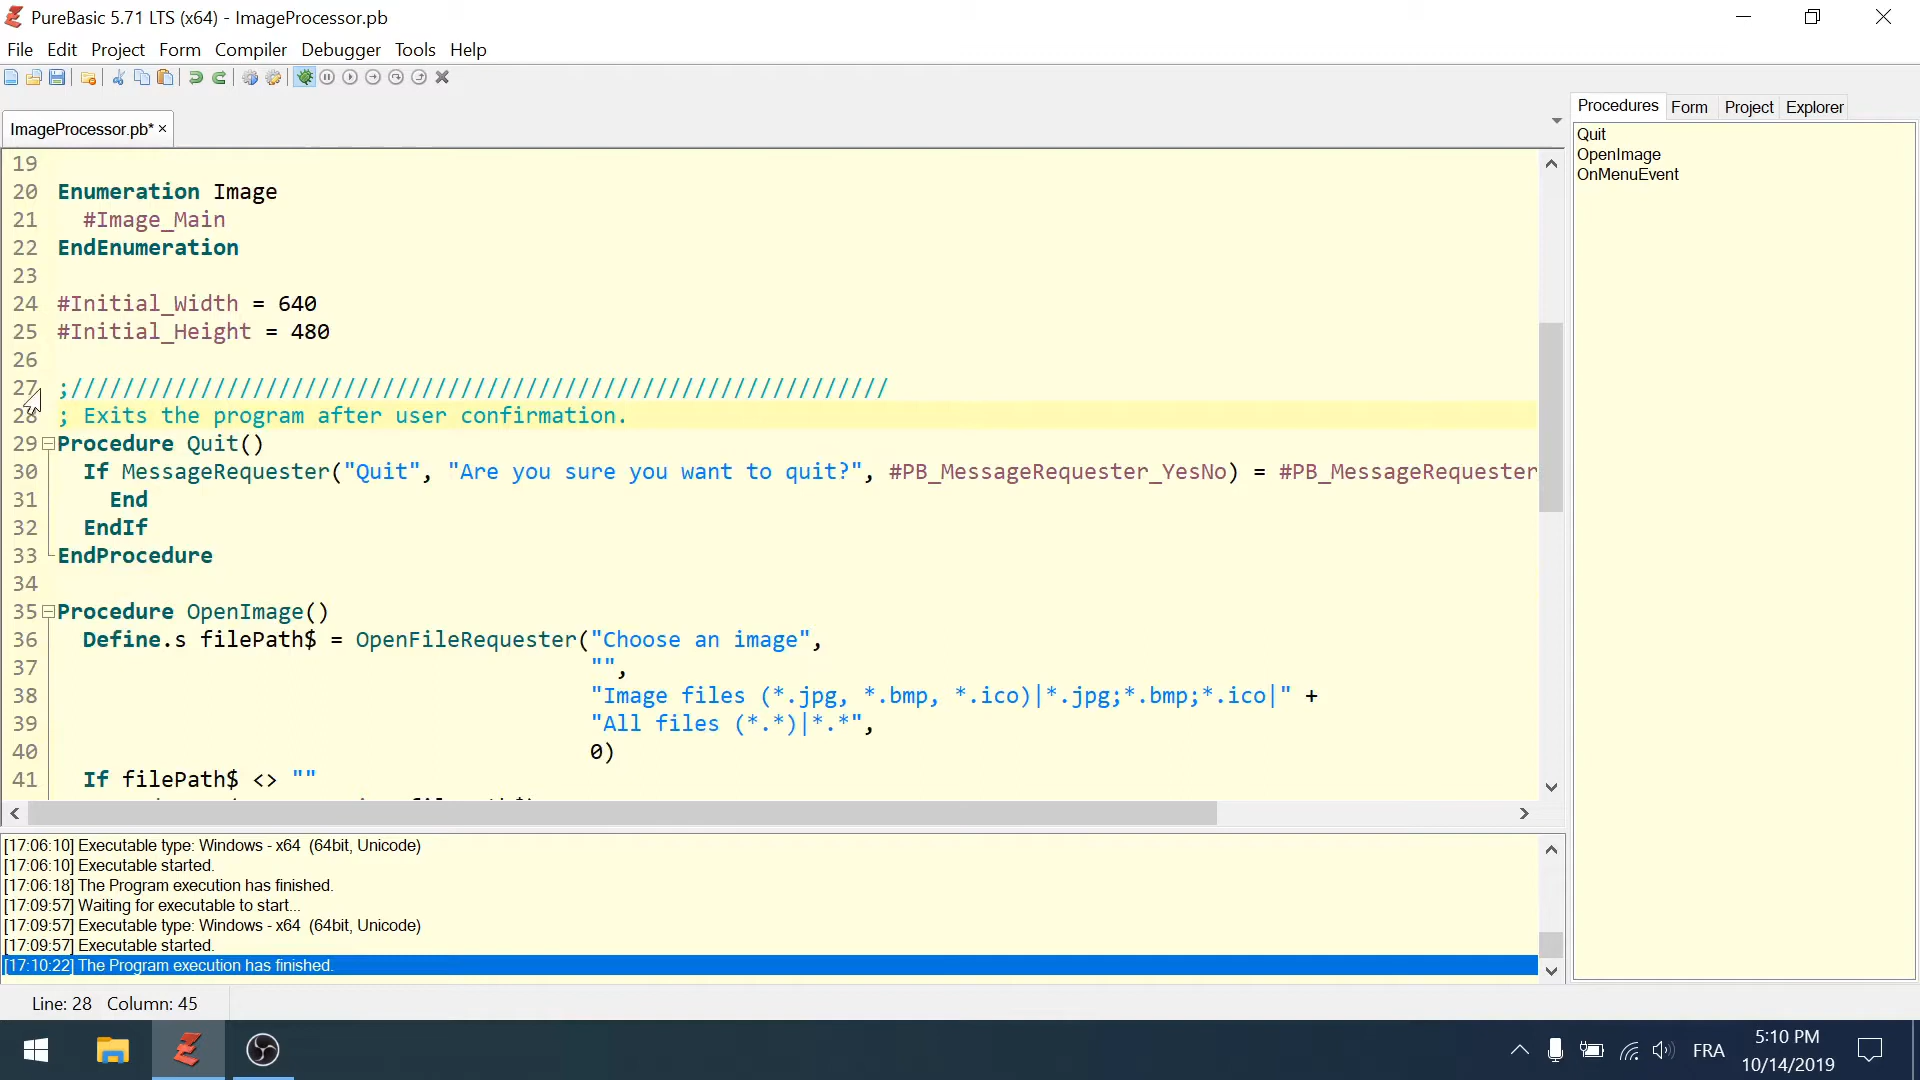 PureBasic 5.71 LTS (x64) - ImageProcessor.pb
File Edit Project Form Compiler Debugger Tools Help
ImageProcessor.pb* ×
Procedures Form Project Explorer
Quit
OpenImage
OnMenuEvent
19
20 Enumeration Image
21 #Image_Main
22 EndEnumeration
23
24 #Initial_Width = 640
25 #Initial_Height = 480
26
27 ;///////////////////////////////////////////////////////////////
28 ; Exits the program after user confirmation.
29 Procedure Quit()
30 If MessageRequester("Quit", "Are you sure you want to quit?", #PB_MessageRequester_YesNo) = #PB_MessageRequester
31 End
32 EndIf
33 EndProcedure
34
35 Procedure OpenImage()
36 Define.s filePath$ = OpenFileRequester("Choose an image",
37 "",
38 "Image files (*.jpg, *.bmp, *.ico)|*.jpg;*.bmp;*.ico|" +
39 "All files (*.*)|*.*",
40 0)
41 If filePath$ <> ""
[17:06:10] Executable type: Windows - x64 (64bit, Unicode)
[17:06:10] Executable started.
[17:06:18] The Program execution has finished.
[17:09:57] Waiting for executable to start...
[17:09:57] Executable type: Windows - x64 (64bit, Unicode)
[17:09:57] Executable started.
[17:10:22] The Program execution has finished.
Line: 28 Column: 45
FRA
5:10 PM
10/14/2019